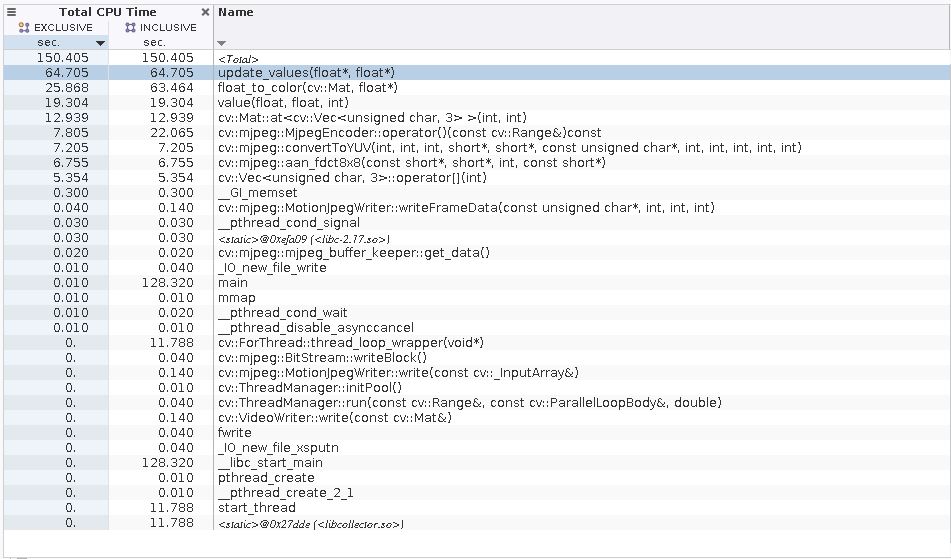 Total CPU Time Name
EXCLUSIVE INCLUSIVE
sec. sec.
150.405 150.405 <Total>
64.705 64.705 update_values(float*, float*)
25.868 63.464 float_to_color(cv::Mat, float*)
19.304 19.304 value(float, float, int)
12.939 12.939 cv::Mat::at<cv::Vec<unsigned char, 3> >(int, int)
7.805 22.065 cv::mjpeg::MjpegEncoder::operator()(const cv::Range&)const
7.205 7.205 cv::mjpeg::convertToYUV(int, int, int, short*, short*, const unsigned char*, int, int, int, int, int)
6.755 6.755 cv::mjpeg::aan_fdct8x8(const short*, short*, int, const short*)
5.354 5.354 cv::Vec<unsigned char, 3>::operator[](int)
0.300 0.300 __GI_memset
0.040 0.140 cv::mjpeg::MotionJpegWriter::writeFrameData(const unsigned char*, int, int, int)
0.030 0.030 __pthread_cond_signal
0.030 0.030 <static>@0xefa09 (<libc-2.17.so>)
0.020 0.020 cv::mjpeg::mjpeg_buffer_keeper::get_data()
0.010 0.040 _IO_new_file_write
0.010 128.320 main
0.010 0.010 mmap
0.010 0.020 __pthread_cond_wait
0.010 0.010 __pthread_disable_asynccancel
0. 11.788 cv::ForThread::thread_loop_wrapper(void*)
0. 0.040 cv::mjpeg::BitStream::writeBlock()
0. 0.140 cv::mjpeg::MotionJpegWriter::write(const cv::_InputArray&)
0. 0.010 cv::ThreadManager::initPool()
0. 0.040 cv::ThreadManager::run(const cv::Range&, const cv::ParallelLoopBody&, double)
0. 0.140 cv::VideoWriter::write(const cv::Mat&)
0. 0.040 fwrite
0. 0.040 _IO_new_file_xsputn
0. 128.320 __libc_start_main
0. 0.010 pthread_create
0. 0.010 __pthread_create_2_1
0. 11.788 start_thread
0. 11.788 <static>@0x27dde (<libcollector.so>)